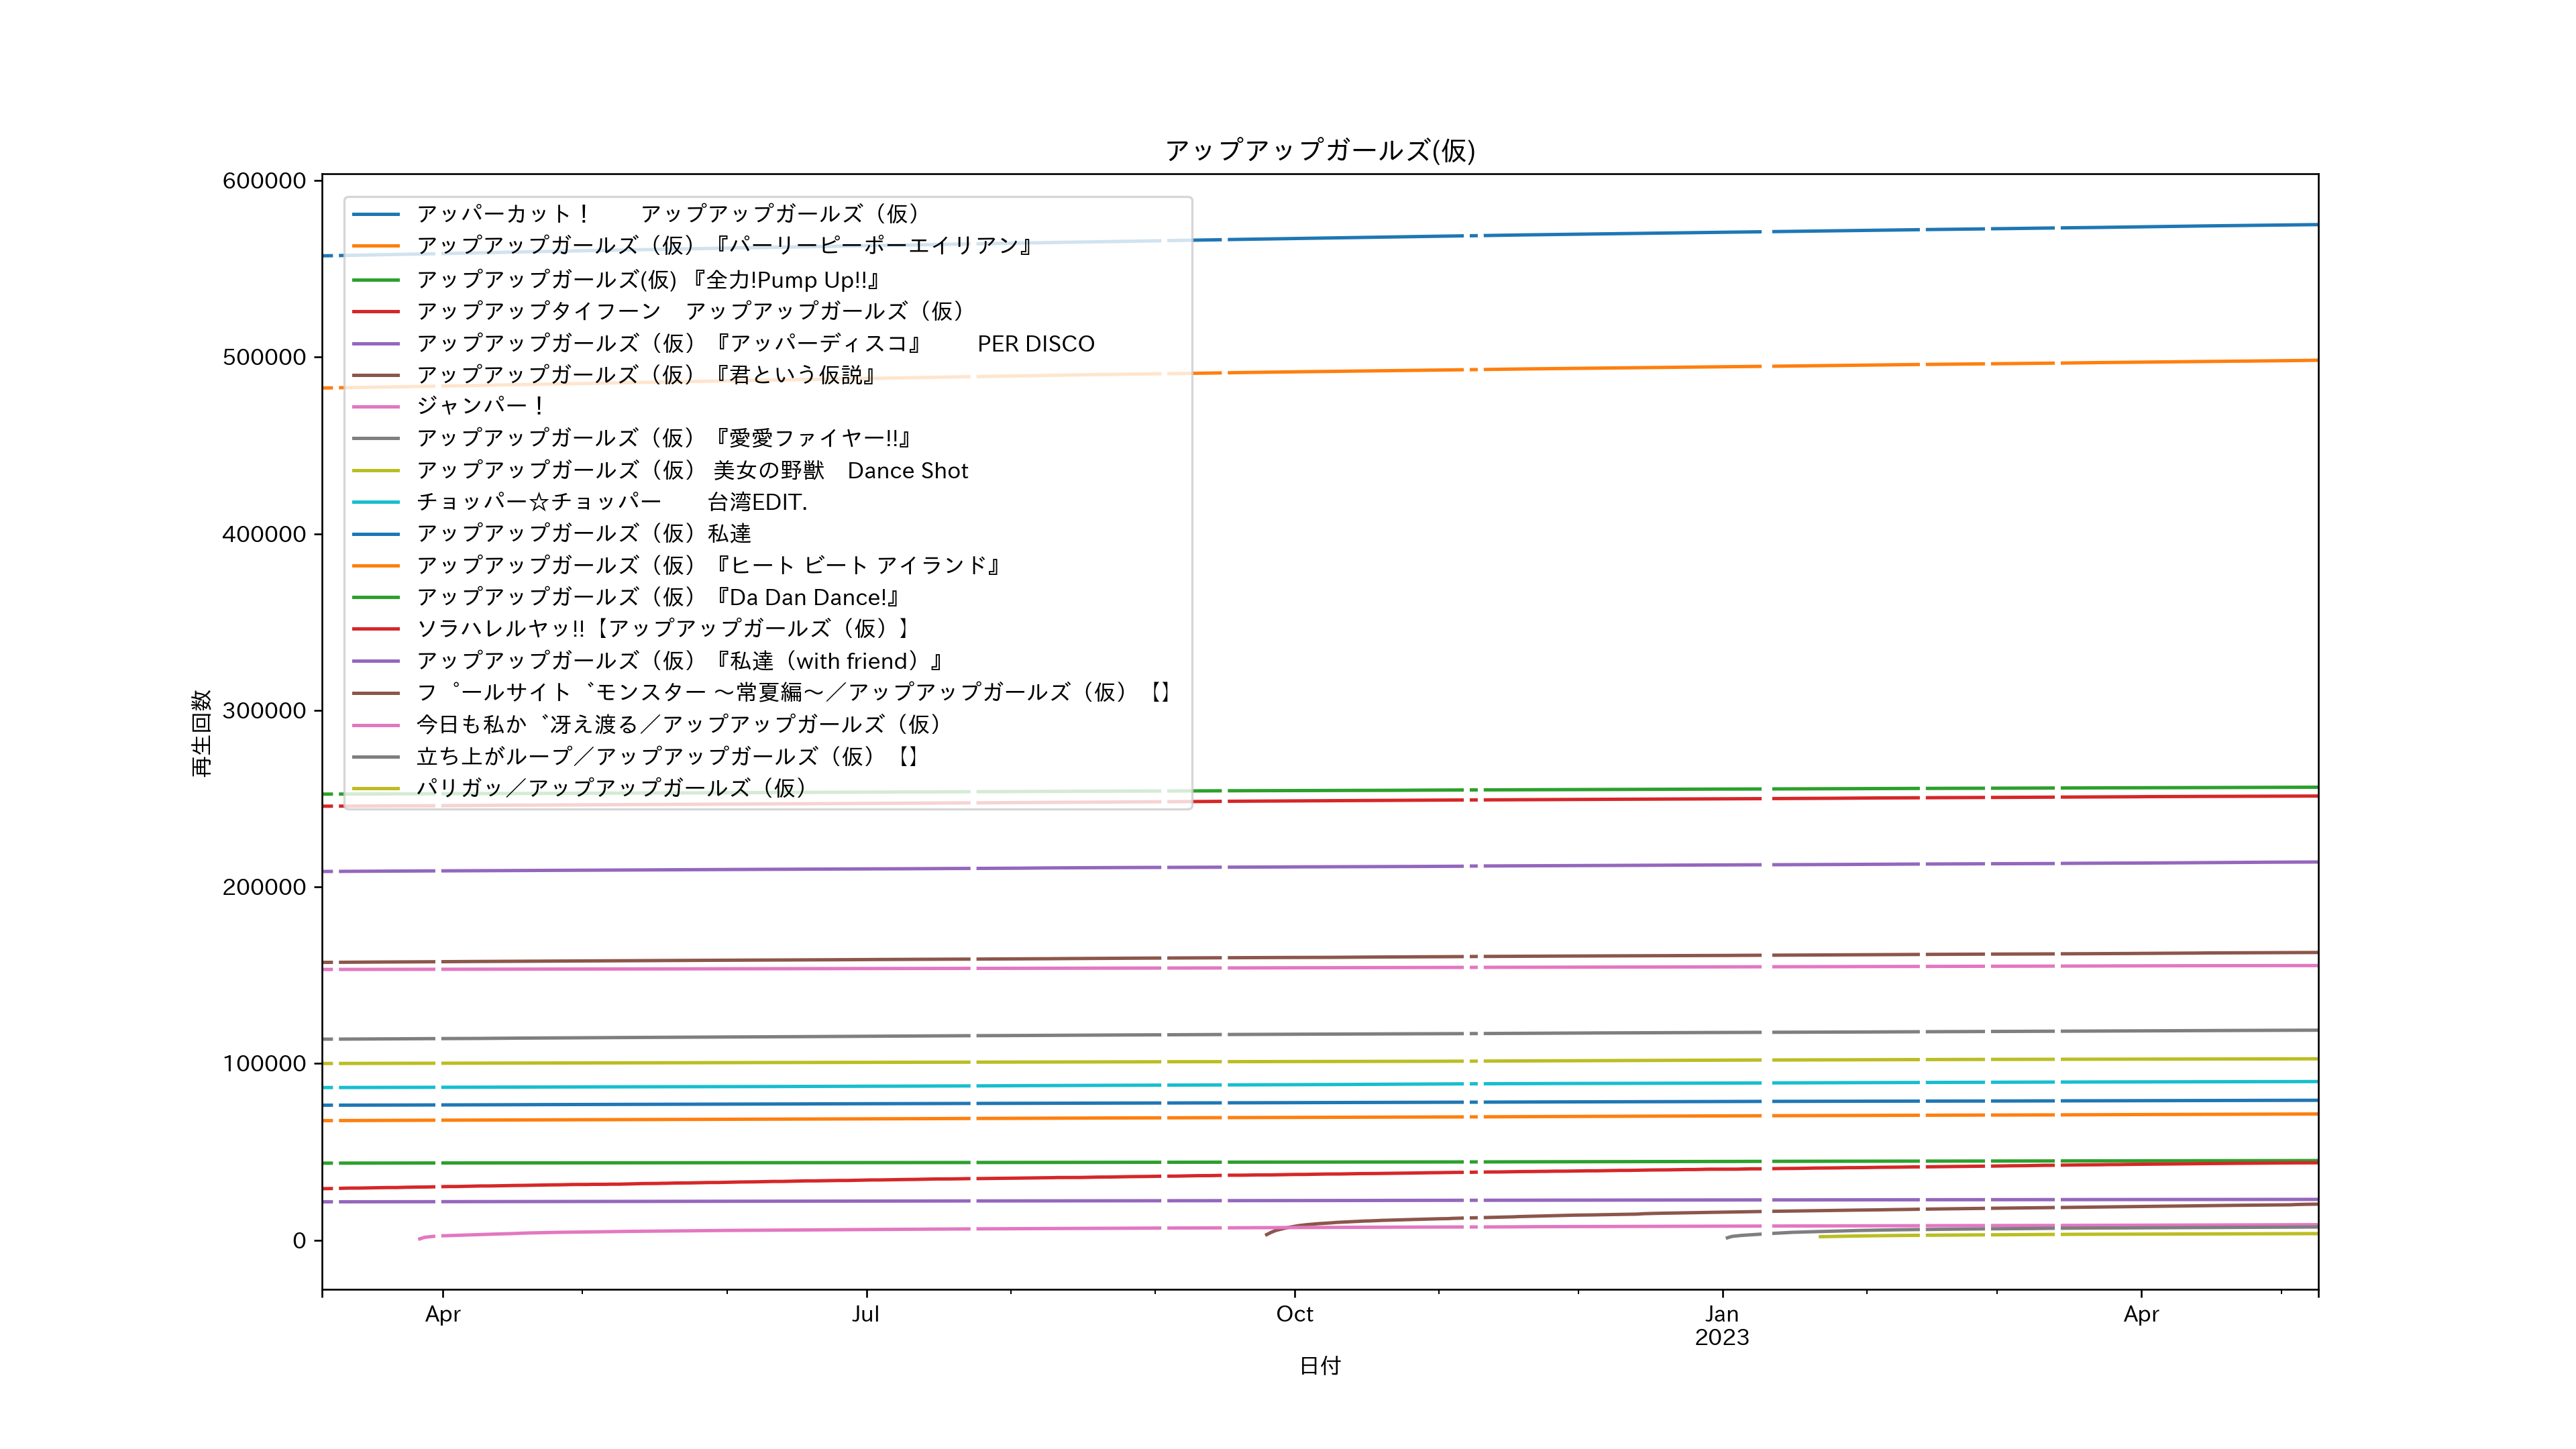 アップアップガールズ(仮)
600000
500000
400000
300000
200000
100000
0
再生回数
アッパーカット！　　アップアップガールズ（仮）
アップアップガールズ（仮）『パーリーピーポーエイリアン』
アップアップガールズ(仮) 『全力!Pump Up!!』
アップアップタイフーン　アップアップガールズ（仮）
アップアップガールズ（仮）『アッパーディスコ』　　PER DISCO
アップアップガールズ（仮）『君という仮説』
ジャンパー！
アップアップガールズ（仮）『愛愛ファイヤー!!』
アップアップガールズ（仮） 美女の野獣　Dance Shot
チョッパー☆チョッパー　　台湾EDIT.
アップアップガールズ（仮）私達
アップアップガールズ（仮）『ヒート ビート アイランド』
アップアップガールズ（仮）『Da Dan Dance!』
ソラハレルヤッ!!【アップアップガールズ（仮）】
アップアップガールズ（仮）『私達（with friend）』
フ゜ールサイト゛モンスター 〜常夏編〜／アップアップガールズ（仮）【】
今日も私か゛冴え渡る／アップアップガールズ（仮）
立ち上がループ／アップアップガールズ（仮）【】
パリガッ／アップアップガールズ（仮）
Apr
Jul
Oct
Jan
2023
Apr
日付